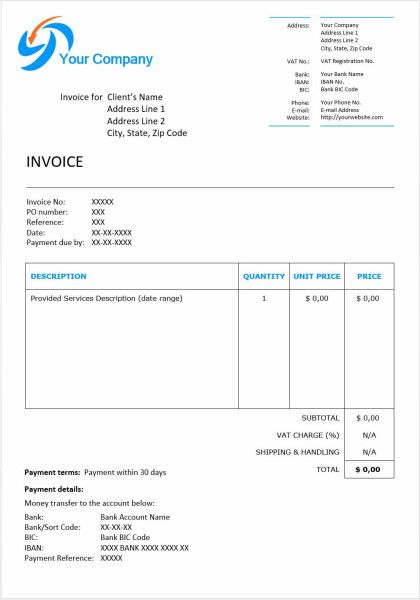 Your Company
Address: Your Company
Address Line 1
Address Line 2
City, State, Zip Code
VAT No.: VAT Registration No.
Bank: Your Bank Name
IBAN: IBAN No.
BIC: Bank BIC Code
Phone: Your Phone No.
E-mail: E-mail Address
Website: http://yourwebsite.com
Invoice for Client's Name
Address Line 1
Address Line 2
City, State, Zip Code
INVOICE
Invoice No: XXXXX
PO number: XXX
Reference: XXX
Date: XX-XX-XXXX
Payment due by: XX-XX-XXXX
DESCRIPTION QUANTITY UNIT PRICE PRICE
Provided Services Description (date range) 1 $ 0,00 $ 0,00
SUBTOTAL $ 0,00
VAT CHARGE (%) N/A
SHIPPING & HANDLING N/A
TOTAL $ 0,00
Payment terms: Payment within 30 days
Payment details:
Money transfer to the account below:
Bank: Bank Account Name
Bank/Sort Code: XX-XX-XX
BIC: Bank BIC Code
IBAN: XXXX BANK XXXX XXXX XX
Payment Reference: XXXXX